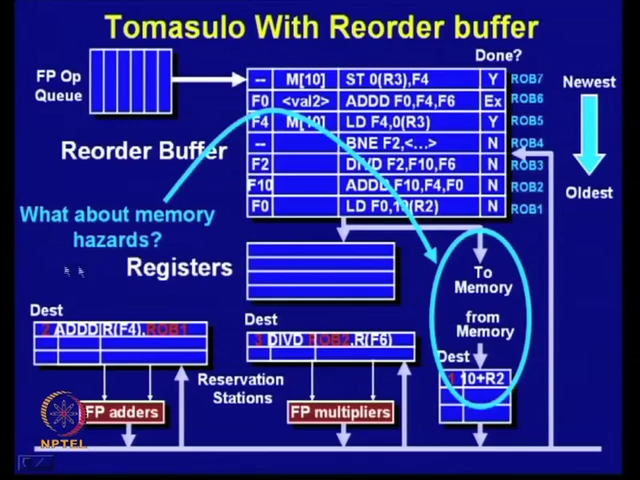 Tomasulo With Reorder buffer
FP Op
Queue
Done?
-- M[10] ST 0(R3),F4 Y ROB7
F0 <val2> ADDD F0,F4,F6 Ex ROB6
F4 M[10] LD F4,0(R3) Y ROB5
-- BNE F2,<...> N ROB4
F2 DIVD F2,F10,F6 N ROB3
F10 ADDD F10,F4,F0 N ROB2
F0 LD F0,10(R2) N ROB1
Newest
Oldest
Reorder Buffer
What about memory
hazards?
Registers
To
Memory
from
Memory
Dest
2 ADDD R(F4),ROB1
Dest
3 DIVD ROB2,R(F6)
Dest
1 10+R2
Reservation
Stations
FP adders
FP multipliers
NPTEL